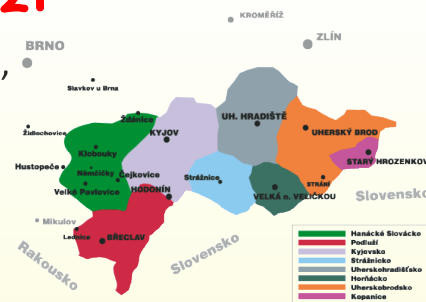 KROMĚŘÍŽ
ZLÍN
BRNO
,
Slavkov u Brna
Ždánice
UH. HRADIŠTĚ
KYJOV
UHERSKÝ BROD
Židlochovice
Klobouky
STARÝ HROZENKOV
Hustopeče
Němčičky
Čejkovice
Strážnice
STRÁNÍ
Velké Pavlovice
HODONÍN
VELKÁ n. VELIČKOU
Slovensko
Mikulov
Lednice
BŘECLAV
Slovensko
Rakousko
Hanácké Slovácko
Podluží
Kyjovsko
Strážnicko
Uherskohradišťsko
Horňácko
Uherskobrodsko
Kopanice